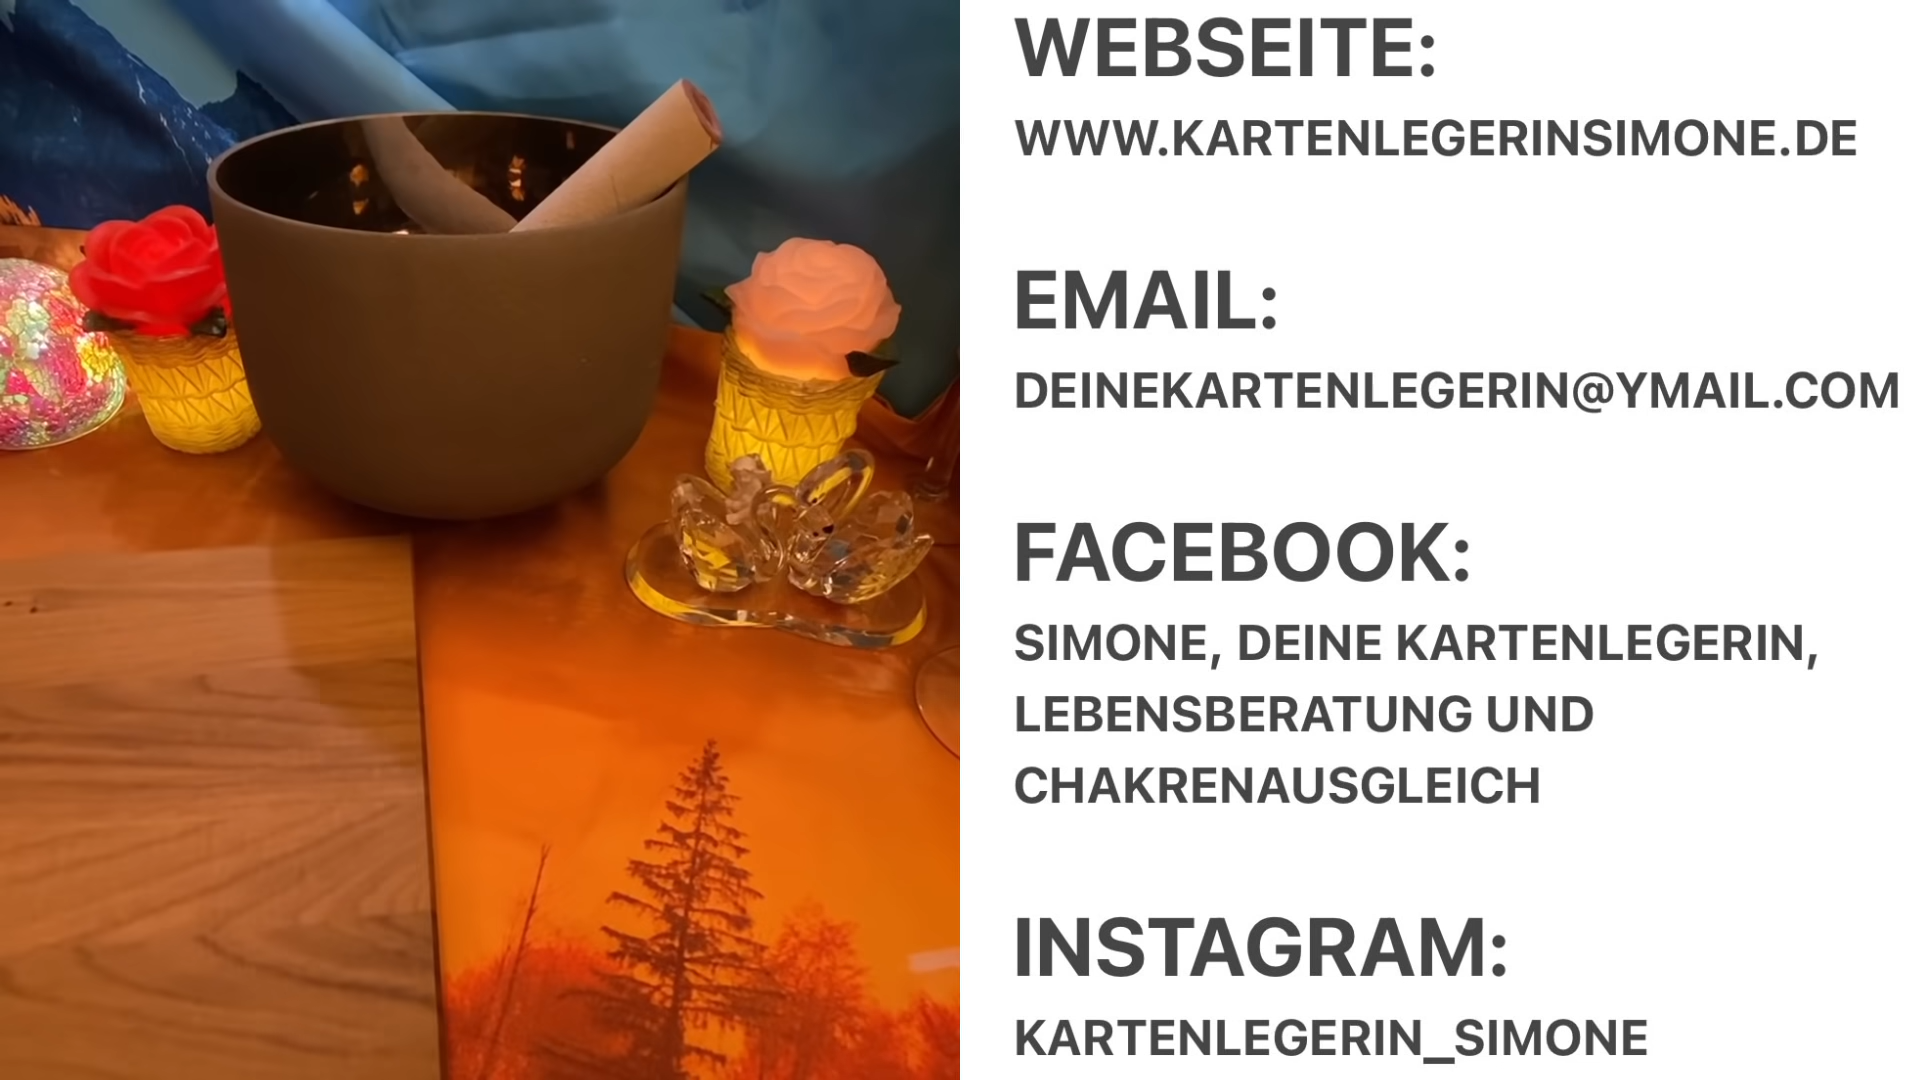 WEBSEITE:
WWW.KARTENLEGERINSIMONE.DE
EMAIL:
DEINEKARTENLEGERIN@YMAIL.COM
FACEBOOK:
SIMONE, DEINE KARTENLEGERIN,
LEBENSBERATUNG UND
CHAKRENAUSGLEICH
INSTAGRAM:
KARTENLEGERIN_SIMONE